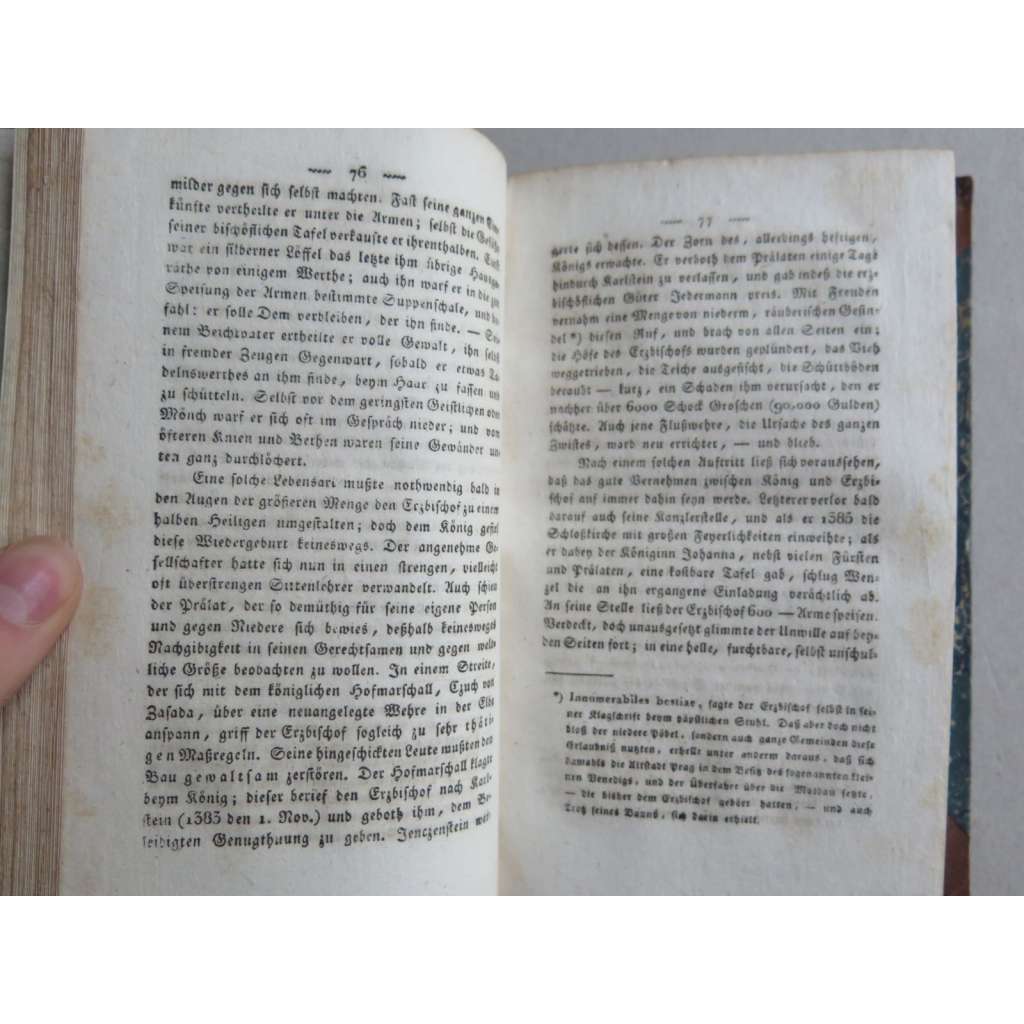 76
milder gegen sich selbst machten. Fast seine ganzen
künfte vertheilte er unter die Armen; selbst die
seiner bischöflichen Tafel verkaufte er ihrenthalben.
war ein silberner Löffel das letzte ihm übrige
räthe von einigem Werthe; auch ihn warf er in die
Speisung der Armen bestimmte Suppenschale, und
fahl: er solle Dem verbleiben, der ihn finde. —
nem Beichtvater ertheilte er volle Gewalt, ihn selbst
in fremder Zeugen Gegenwart, sobald er etwas Ta-
delnswerthes an ihm finde, beym Haar zu fassen und
zu schütteln. Selbst vor dem geringsten Geistlichen oder
Mönch warf er sich oft im Gespräch nieder; und von
öfteren Knien und Bethen waren seine Gewänder un-
ten ganz durchlöchert.
Eine solche Lebensart mußte nothwendig bald in
den Augen der größeren Menge den Erzbischof zu einem
halben Heiligen umgestalten; doch dem König gefiel
diese Wiedergeburt keineswegs. Der angenehme Ge-
sellschafter hatte sich nun in einen strengen, vielleicht
oft überstrengen Sittenlehrer verwandelt. Auch schien
der Prälat, der so demüthig für seine eigene Person
und gegen Niedere sich bewies, deßhalb keineswegs
Nachgibigkeit in seinen Gerechtsamen und gegen welt-
liche Größe beobachten zu wollen. In einem Streite,
der sich mit dem königlichen Hofmarschall, Czuch von
Zasada, über eine neuangelegte Wehre in der Elbe
anspann, griff der Erzbischof sogleich zu sehr thäti-
gen Maßregeln. Seine hingeschickten Leute mußten den
Bau gewaltsam zerstören. Der Hofmarschall klagte
beym König; dieser berief den Erzbischof nach Karl-
stein (1383 den 1. Nov.) und geboth ihm, dem Be-
leidigten Genugthuung zu geben. Jenczenstein wei-
77
gerte sich dessen. Der Zorn des, allerdings heftigen,
Königs erwachte. Er verboth dem Prälaten einige Tage
hindurch Karlstein zu verlassen, und gab indeß die erz-
bischöflichen Güter Jedermann preis. Mit Freuden
vernahm eine Menge von niederm, räuberischen Gesin-
del *) diesen Ruf, und brach von allen Seiten ein;
die Höfe des Erzbischofs wurden geplündert, das Vieh
weggetrieben, die Teiche ausgefischt, die Schüttböden
beraubt — kurz, ein Schaden ihm verursacht, den er
nachher über 6000 Schock Groschen (90,000 Gulden)
schätzte. Auch jene Flußwehre, die Ursache des ganzen
Zwistes, ward neu errichtet, — und blieb.
Nach einem solchen Auftritt ließ sich voraussehen,
daß das gute Vernehmen zwischen König und Erzbi-
schof auf immer dahin seyn werde. Letzterer verlor bald
darauf auch seine Kanzlerstelle, und als er 1385 die
Schloßkirche mit großen Feyerlichkeiten einweihte; als
er dabey der Königinn Johanna, nebst vielen Fürsten
und Prälaten, eine kostbare Tafel gab, schlug Wen-
zel die an ihn ergangene Einladung verächtlich ab.
An seine Stelle ließ der Erzbischof 600 — Arme speisen.
Verdeckt, doch unausgesetzt glimmte der Unwille auf bey-
den Seiten fort; in eine helle, furchtbare, selbst unschul-
*) Innumerabiles bestiae, sagte der Erzbischof selbst in sei-
ner Klagschrift beym päpstlichen Stuhl. Daß aber doch nicht
bloß der niedere Pöbel, sondern auch ganze Gemeinden diese
Erlaubniß nutzten, erhellt unter anderm daraus, daß sich
damahls die Altstadt Prag in dem Besitz des sogenannten klei-
nen Venedigs, und der Überfahrt über die Moldau setzte,
— die bisher dem Erzbischof gehört hatten, — und auch
Trotz seines Banns, sich darin erhielt.